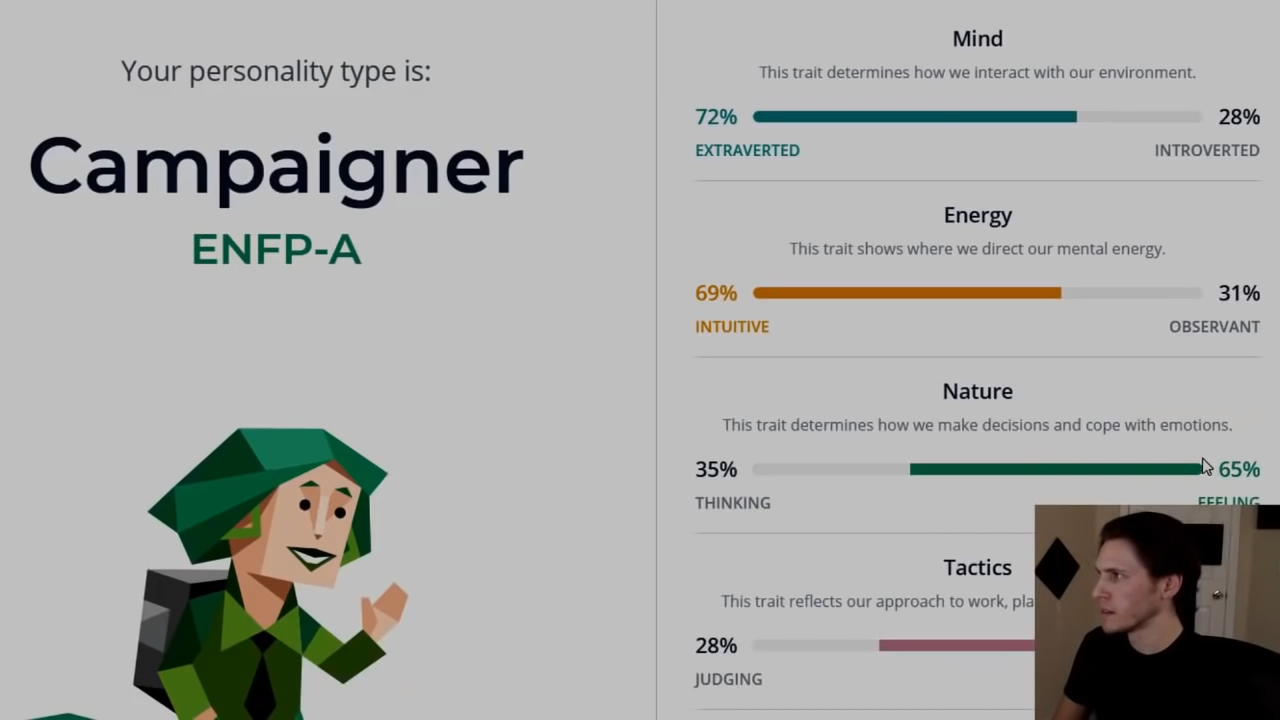 Your personality type is:
Campaigner
ENFP-A
Mind
This trait determines how we interact with our environment.
72% 28%
EXTRAVERTED INTROVERTED
Energy
This trait shows where we direct our mental energy.
69% 31%
INTUITIVE OBSERVANT
Nature
This trait determines how we make decisions and cope with emotions.
35% 65%
THINKING FEELING
Tactics
This trait reflects our approach to work, pla
28%
JUDGING